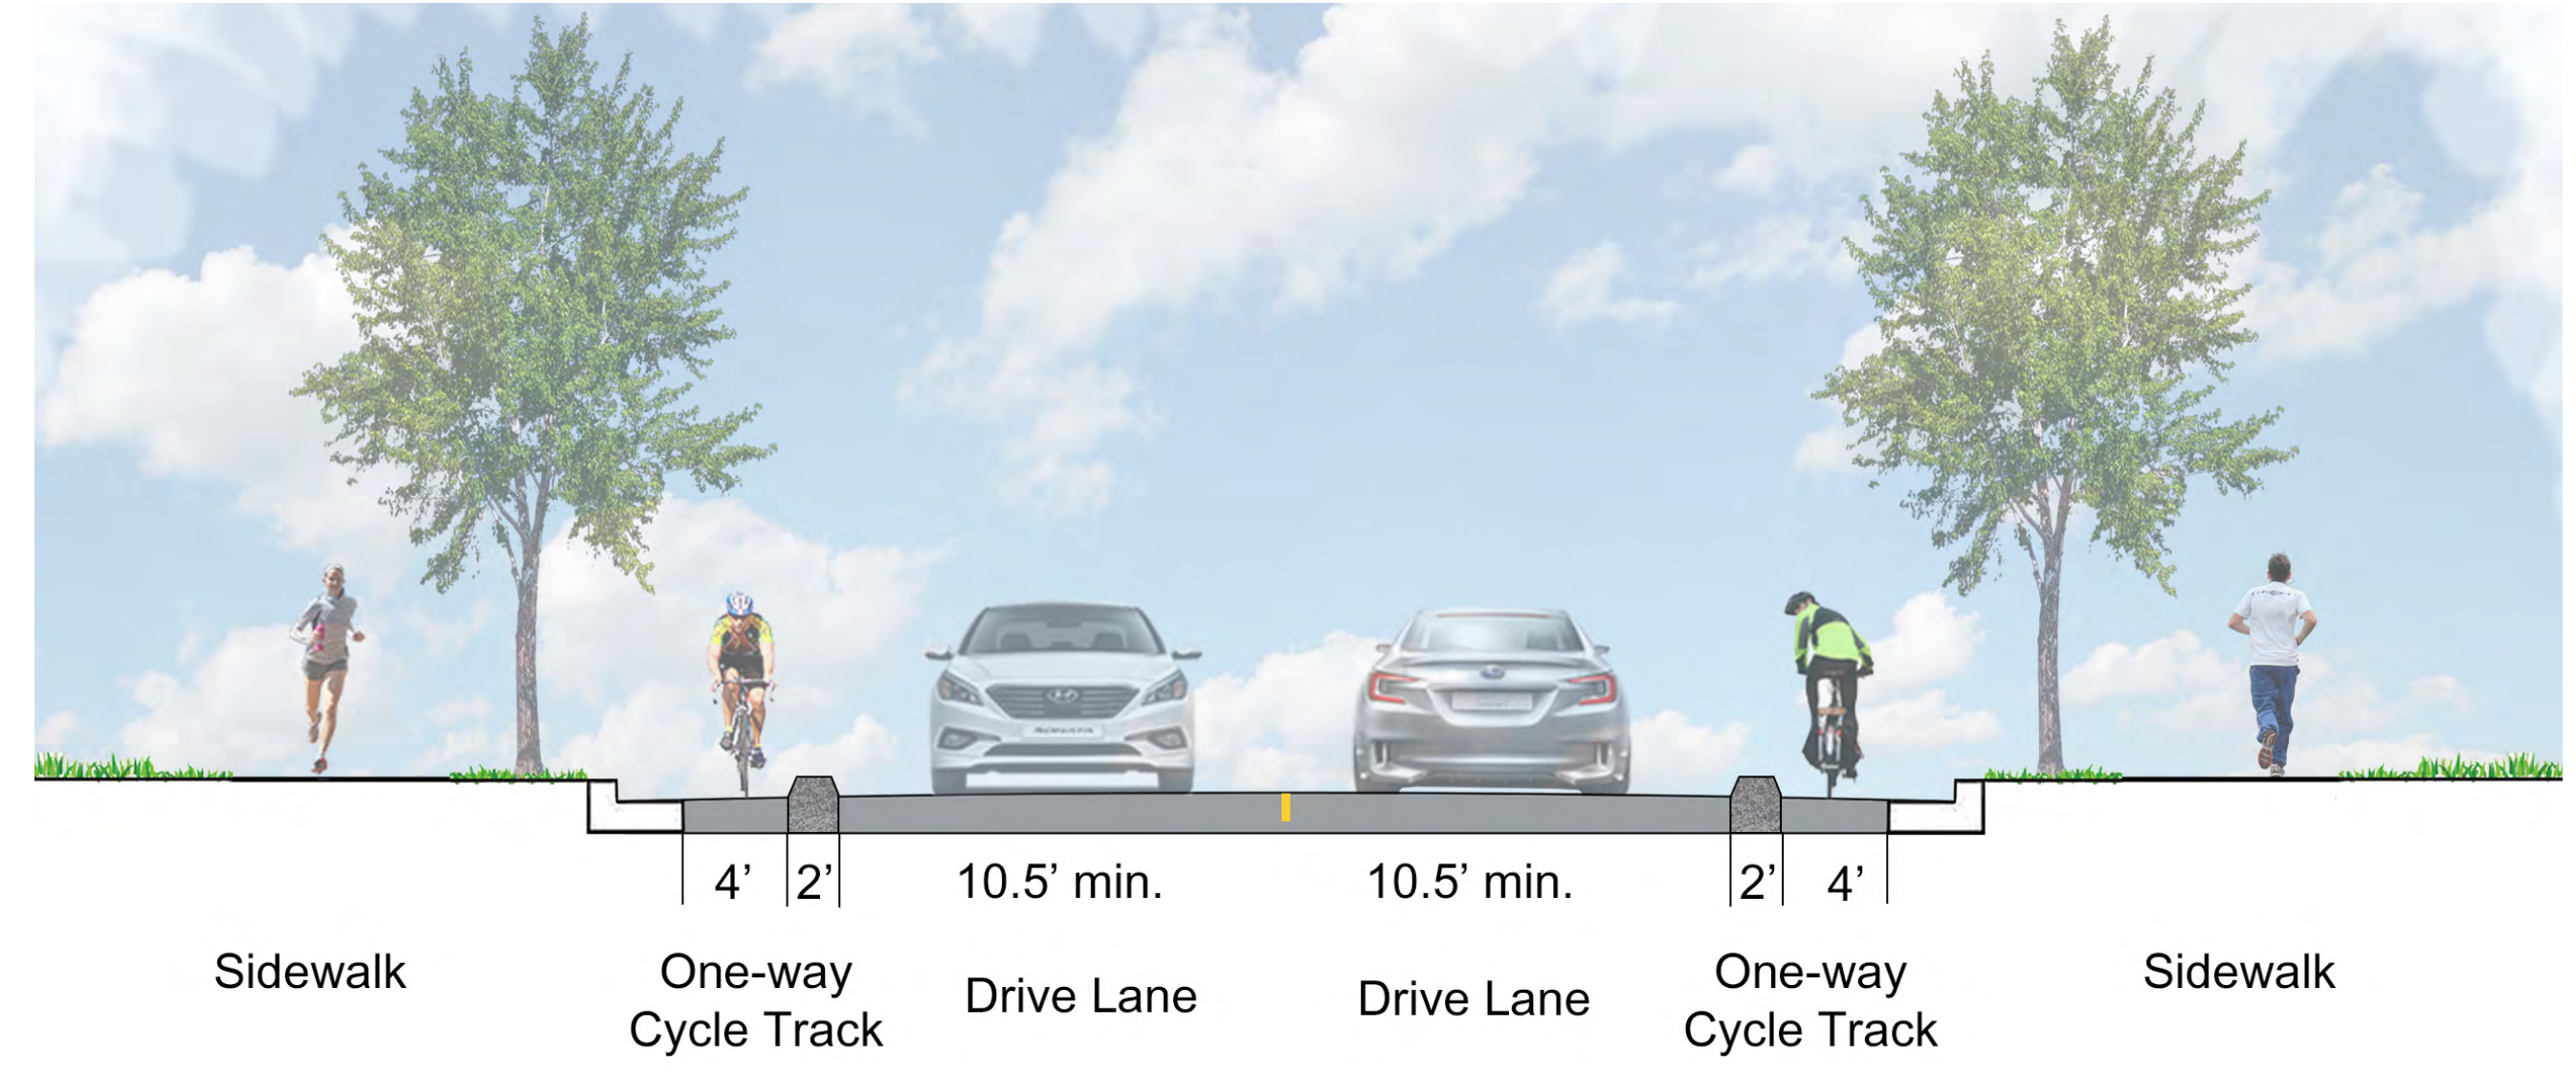 SONATA
4’ 2’ 10.5’ min. 10.5’ min. 2’ 4’
Sidewalk One-way Cycle Track Drive Lane Drive Lane One-way Cycle Track Sidewalk